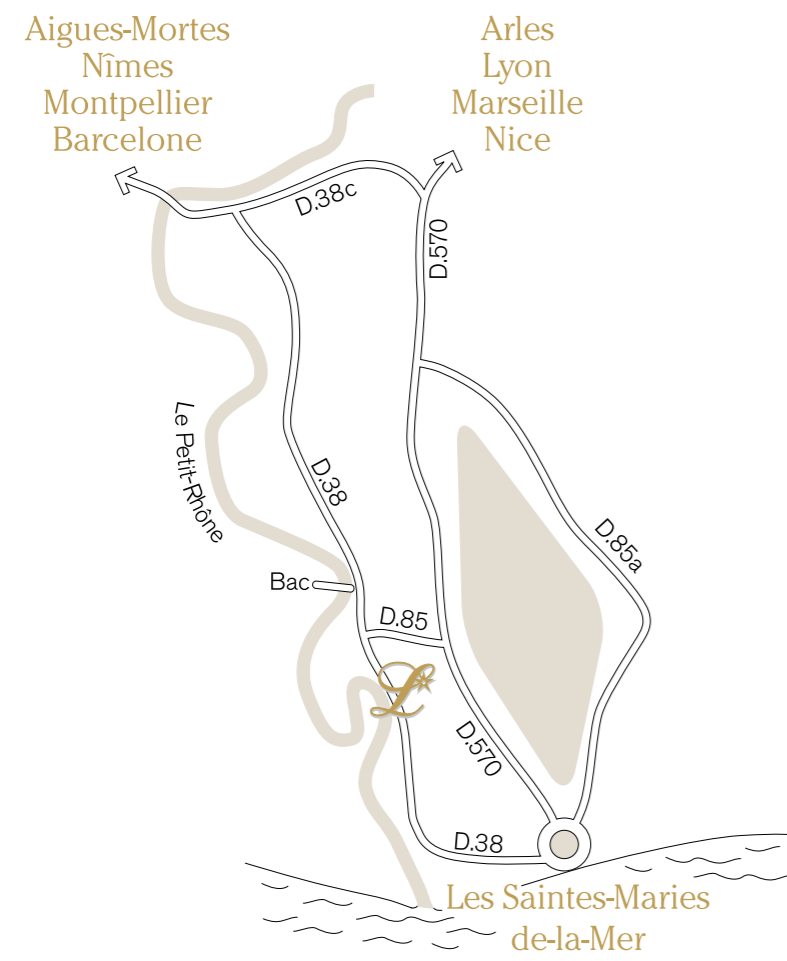 Aigues-Mortes
Nîmes
Montpellier
Barcelone
Arles
Lyon
Marseille
Nice
D.38c
D.570
Le Petit-Rhône
D.38
D.85a
Bac
D.85
L
D.570
D.38
Les Saintes-Maries
de-la-Mer